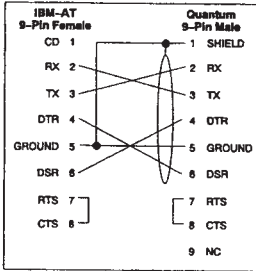 IBM-AT Quantum
9-Pin Female 9-Pin Male
CD 1 1 SHIELD
RX 2 2 RX
TX 3 3 TX
DTR 4 4 DTR
GROUND 5 5 GROUND
DSR 6 6 DSR
RTS 7 7 RTS
CTS 8 8 CTS
9 NC